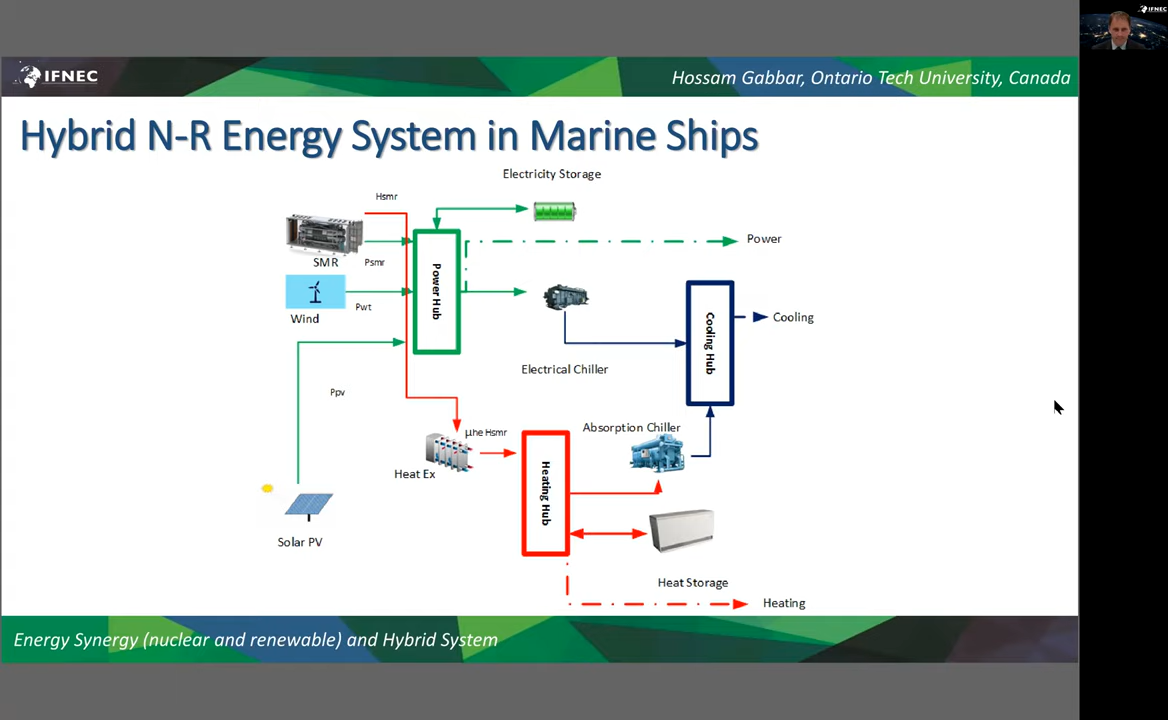 IFNEC
IFNEC
Hossam Gabbar, Ontario Tech University, Canada
Hybrid N-R Energy System in Marine Ships
Electricity Storage
Hsmr
SMR
Psmr
Power Hub
Power
Wind
Pwt
Cooling Hub
Cooling
Electrical Chiller
Ppv
μhe Hsmr
Absorption Chiller
Heat Ex
Heating Hub
Solar PV
Heat Storage
Heating
Energy Synergy (nuclear and renewable) and Hybrid System